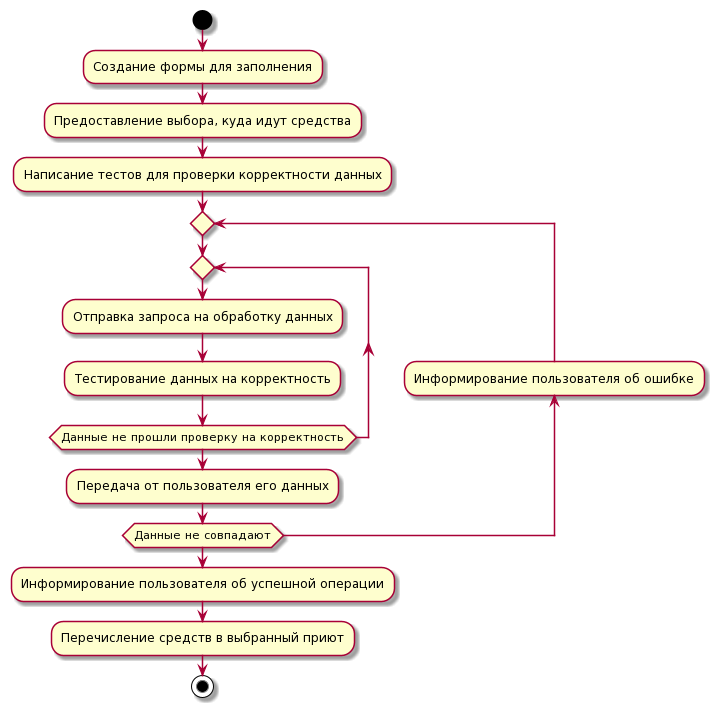 Создание формы для заполнения
Предоставление выбора, куда идут средства
Написание тестов для проверки корректности данных
Отправка запроса на обработку данных
Тестирование данных на корректность
Информирование пользователя об ошибке
Данные не прошли проверку на корректность
Передача от пользователя его данных
Данные не совпадают
Информирование пользователя об успешной операции
Перечисление средств в выбранный приют